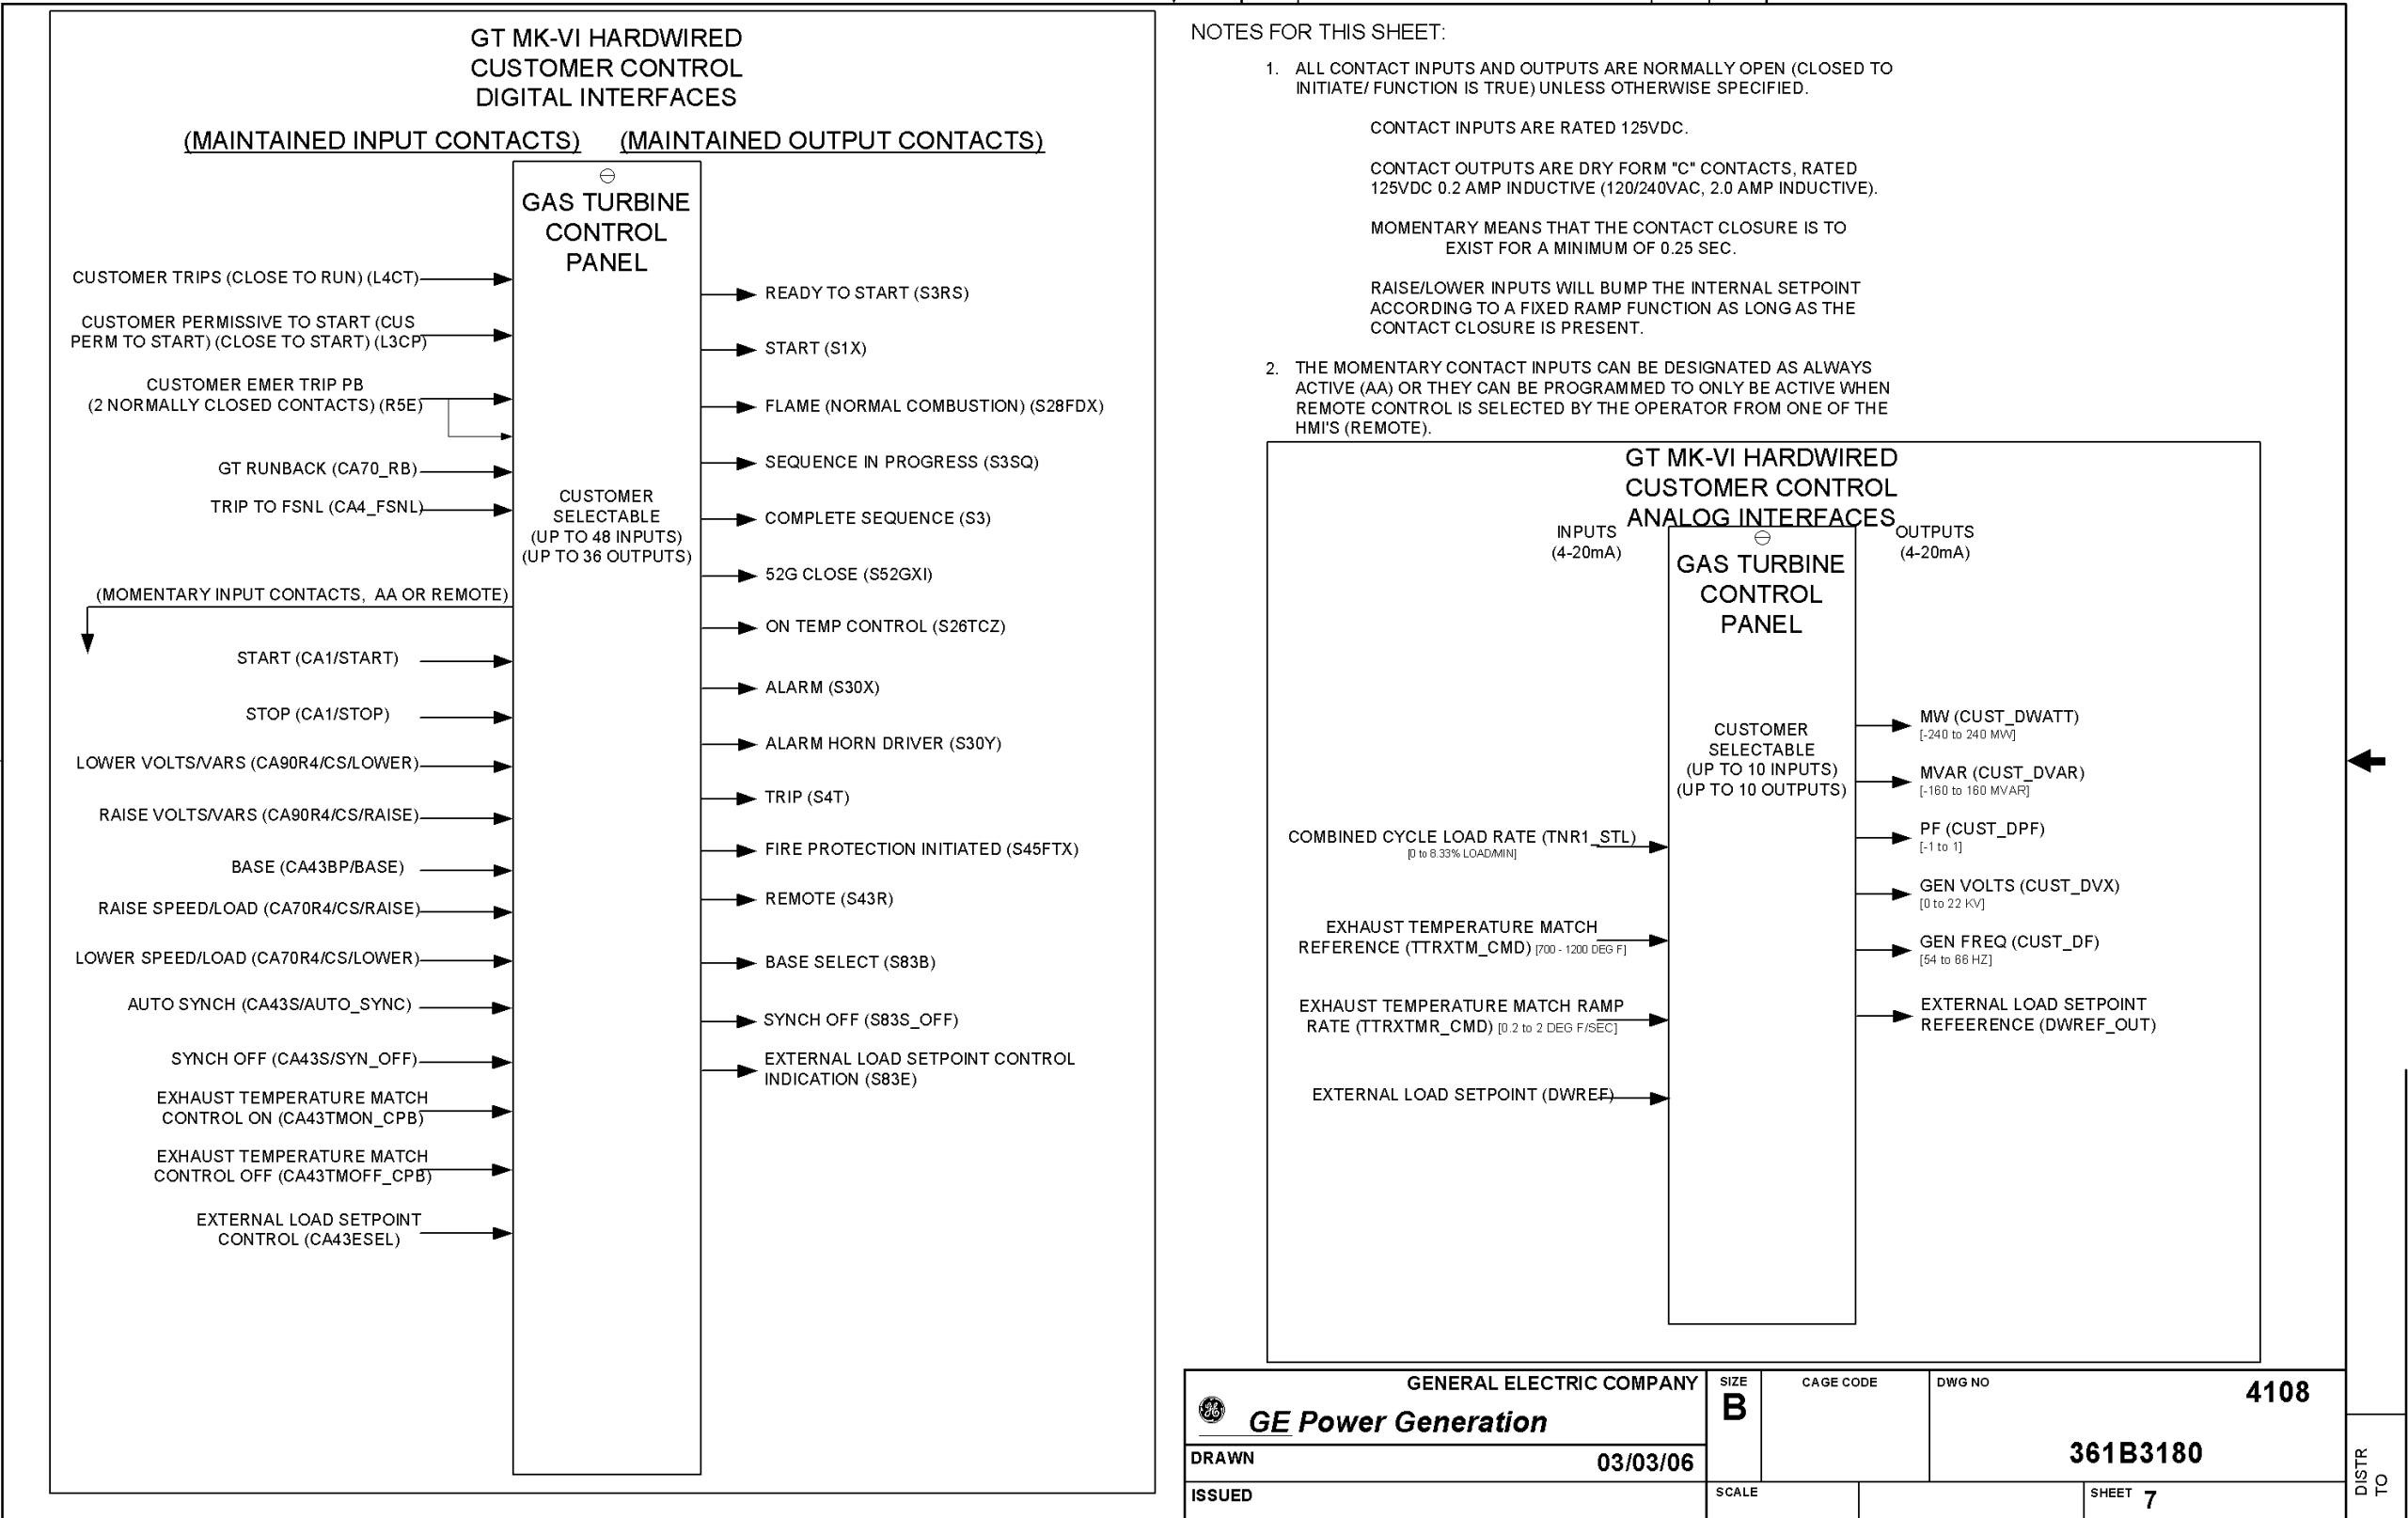 GT MK-VI HARDWIRED
CUSTOMER CONTROL
DIGITAL INTERFACES
(MAINTAINED INPUT CONTACTS)
(MAINTAINED OUTPUT CONTACTS)
GAS TURBINE
CONTROL
PANEL
CUSTOMER
SELECTABLE
(UP TO 48 INPUTS)
(UP TO 36 OUTPUTS)
CUSTOMER TRIPS (CLOSE TO RUN) (L4CT)
CUSTOMER PERMISSIVE TO START (CUS
PERM TO START) (CLOSE TO START) (L3CP)
CUSTOMER EMER TRIP PB
(2 NORMALLY CLOSED CONTACTS) (R5E)
GT RUNBACK (CA70_RB)
TRIP TO FSNL (CA4_FSNL)
(MOMENTARY INPUT CONTACTS, AA OR REMOTE)
START (CA1/START)
STOP (CA1/STOP)
LOWER VOLTS/VARS (CA90R4/CS/LOWER)
RAISE VOLTS/VARS (CA90R4/CS/RAISE)
BASE (CA43BP/BASE)
RAISE SPEED/LOAD (CA70R4/CS/RAISE)
LOWER SPEED/LOAD (CA70R4/CS/LOWER)
AUTO SYNCH (CA43S/AUTO_SYNC)
SYNCH OFF (CA43S/SYN_OFF)
EXHAUST TEMPERATURE MATCH
CONTROL ON (CA43TMON_CPB)
EXHAUST TEMPERATURE MATCH
CONTROL OFF (CA43TMOFF_CPB)
EXTERNAL LOAD SETPOINT
CONTROL (CA43ESEL)
READY TO START (S3RS)
START (S1X)
FLAME (NORMAL COMBUSTION) (S28FDX)
SEQUENCE IN PROGRESS (S3SQ)
COMPLETE SEQUENCE (S3)
52G CLOSE (S52GXI)
ON TEMP CONTROL (S26TCZ)
ALARM (S30X)
ALARM HORN DRIVER (S30Y)
TRIP (S4T)
FIRE PROTECTION INITIATED (S45FTX)
REMOTE (S43R)
BASE SELECT (S83B)
SYNCH OFF (S83S_OFF)
EXTERNAL LOAD SETPOINT CONTROL
INDICATION (S83E)
NOTES FOR THIS SHEET:
1. ALL CONTACT INPUTS AND OUTPUTS ARE NORMALLY OPEN (CLOSED TO
INITIATE/ FUNCTION IS TRUE) UNLESS OTHERWISE SPECIFIED.
CONTACT INPUTS ARE RATED 125VDC.
CONTACT OUTPUTS ARE DRY FORM "C" CONTACTS, RATED
125VDC 0.2 AMP INDUCTIVE (120/240VAC, 2.0 AMP INDUCTIVE).
MOMENTARY MEANS THAT THE CONTACT CLOSURE IS TO
EXIST FOR A MINIMUM OF 0.25 SEC.
RAISE/LOWER INPUTS WILL BUMP THE INTERNAL SETPOINT
ACCORDING TO A FIXED RAMP FUNCTION AS LONG AS THE
CONTACT CLOSURE IS PRESENT.
2. THE MOMENTARY CONTACT INPUTS CAN BE DESIGNATED AS ALWAYS
ACTIVE (AA) OR THEY CAN BE PROGRAMMED TO ONLY BE ACTIVE WHEN
REMOTE CONTROL IS SELECTED BY THE OPERATOR FROM ONE OF THE
HMI'S (REMOTE).
GT MK-VI HARDWIRED
CUSTOMER CONTROL
ANALOG INTERFACES
INPUTS
(4-20mA)
OUTPUTS
(4-20mA)
GAS TURBINE
CONTROL
PANEL
CUSTOMER
SELECTABLE
(UP TO 10 INPUTS)
(UP TO 10 OUTPUTS)
COMBINED CYCLE LOAD RATE (TNR1_STL)
[0 to 8.33% LOAD/MIN]
EXHAUST TEMPERATURE MATCH
REFERENCE (TTRXTM_CMD) [700 - 1200 DEG F]
EXHAUST TEMPERATURE MATCH RAMP
RATE (TTRXTMR_CMD) [0.2 to 2 DEG F/SEC]
EXTERNAL LOAD SETPOINT (DWREF)
MW (CUST_DWATT)
[-240 to 240 MW]
MVAR (CUST_DVAR)
[-160 to 160 MVAR]
PF (CUST_DPF)
[-1 to 1]
GEN VOLTS (CUST_DVX)
[0 to 22 KV]
GEN FREQ (CUST_DF)
[54 to 66 HZ]
EXTERNAL LOAD SETPOINT
REFEERENCE (DWREF_OUT)
GENERAL ELECTRIC COMPANY
GE Power Generation
DRAWN 03/03/06
ISSUED
SIZE
B
CAGE CODE
DWG NO
4108
361B3180
SCALE
SHEET 7
DISTR
TO